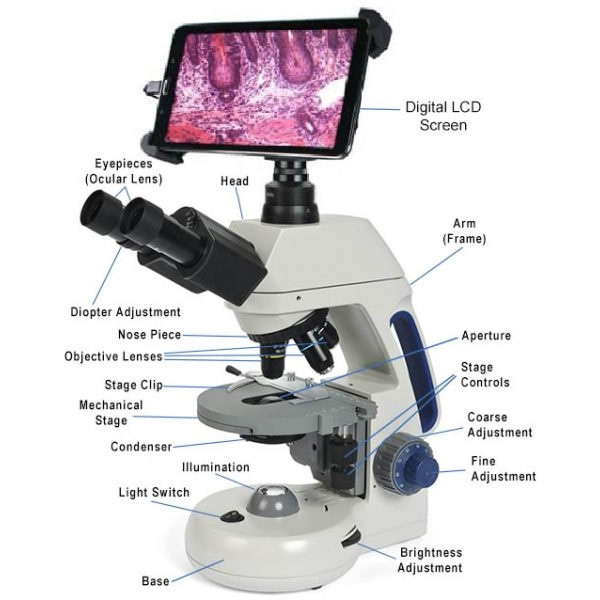 Digital LCD
Screen
Eyepieces
(Ocular Lens)
Head
Arm
(Frame)
Diopter Adjustment
Nose Piece
Objective Lenses
Aperture
Stage Clip
Stage
Controls
Mechanical
Stage
Coarse
Adjustment
Condenser
Illumination
Fine
Adjustment
Light Switch
Brightness
Adjustment
Base